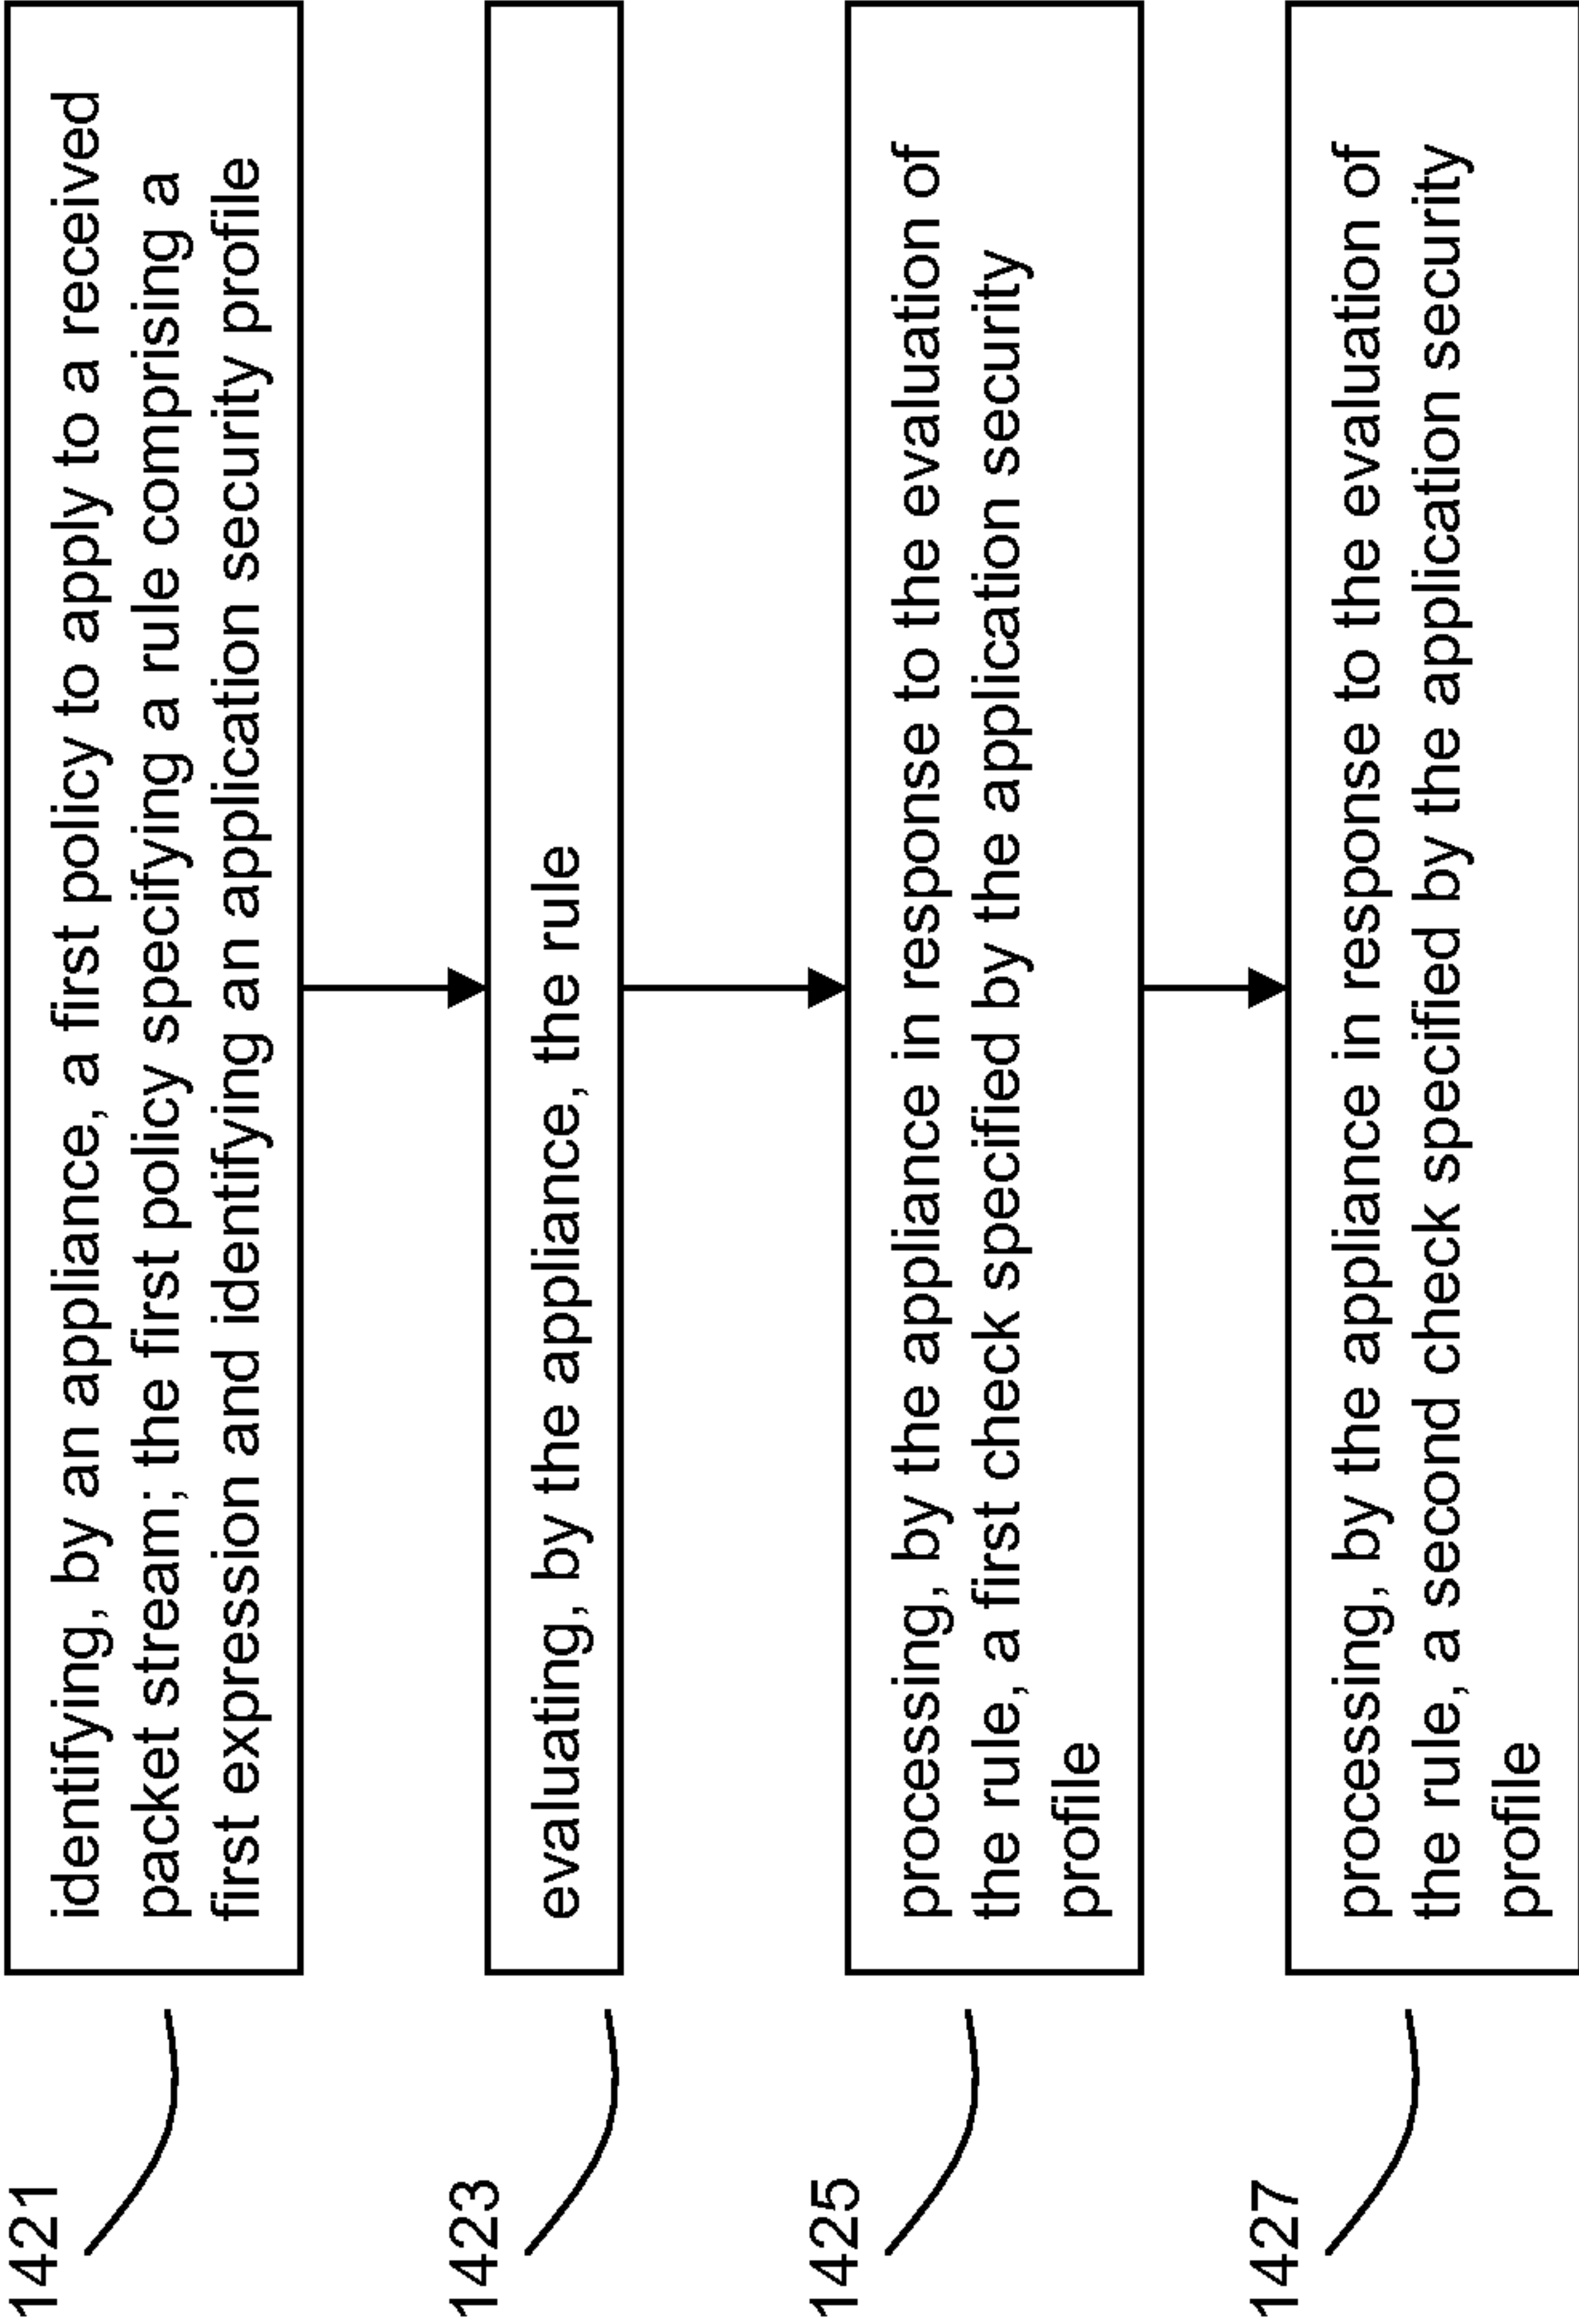 1421
identifying, by an appliance, a first policy to apply to a received
packet stream; the first policy specifying a rule comprising a
first expression and identifying an application security profile
1423
evaluating, by the appliance, the rule
1425
processing, by the appliance in response to the evaluation of
the rule, a first check specified by the application security
profile
1427
processing, by the appliance in response to the evaluation of
the rule, a second check specified by the application security
profile